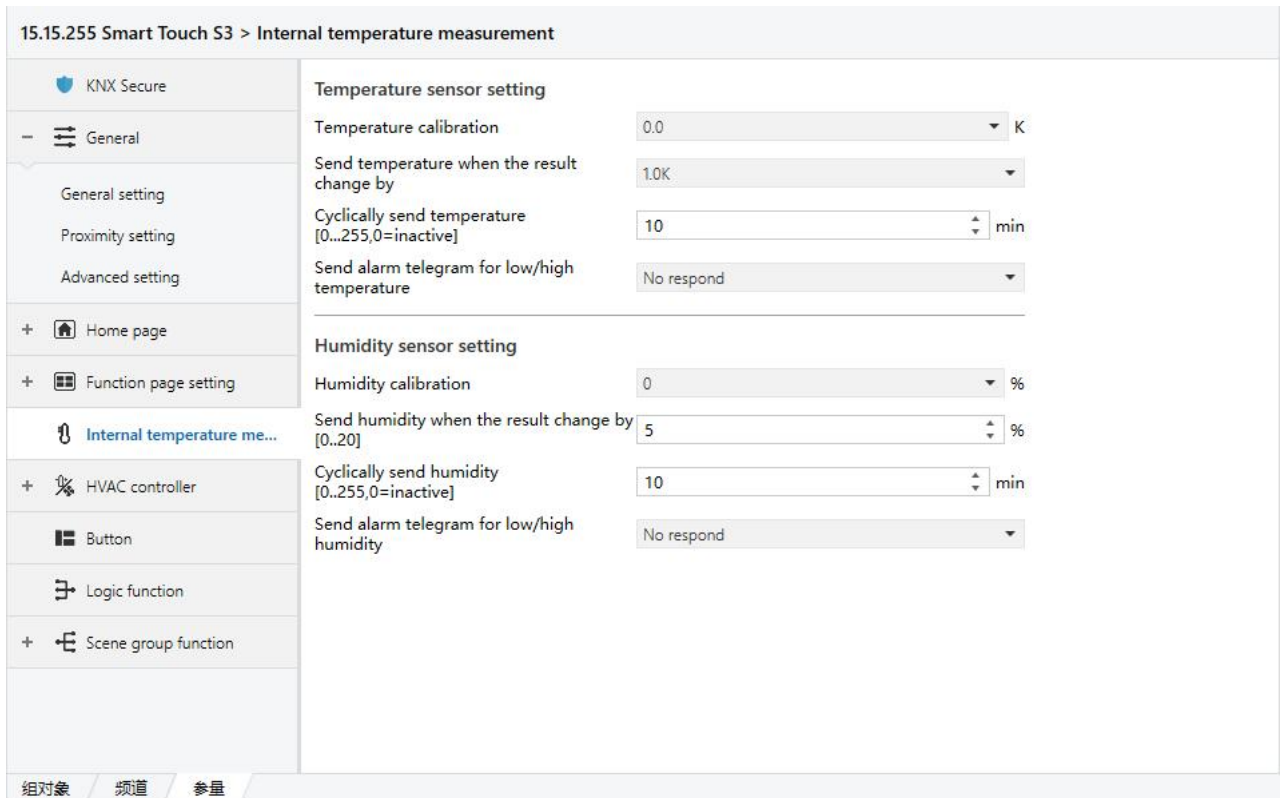 15.15.255 Smart Touch S3 > Internal temperature measurement
KNX Secure
– General
General setting
Proximity setting
Advanced setting
+ Home page
+ Function page setting
Internal temperature me...
+ HVAC controller
Button
Logic function
+ Scene group function
Temperature sensor setting
Temperature calibration
0.0
K
Send temperature when the result
change by
1.0K
Cyclically send temperature
[0...255,0=inactive]
10
min
Send alarm telegram for low/high
temperature
No respond
Humidity sensor setting
Humidity calibration
0
%
Send humidity when the result change by
[0..20]
5
%
Cyclically send humidity
[0..255,0=inactive]
10
min
Send alarm telegram for low/high
humidity
No respond
组对象 频道 参量